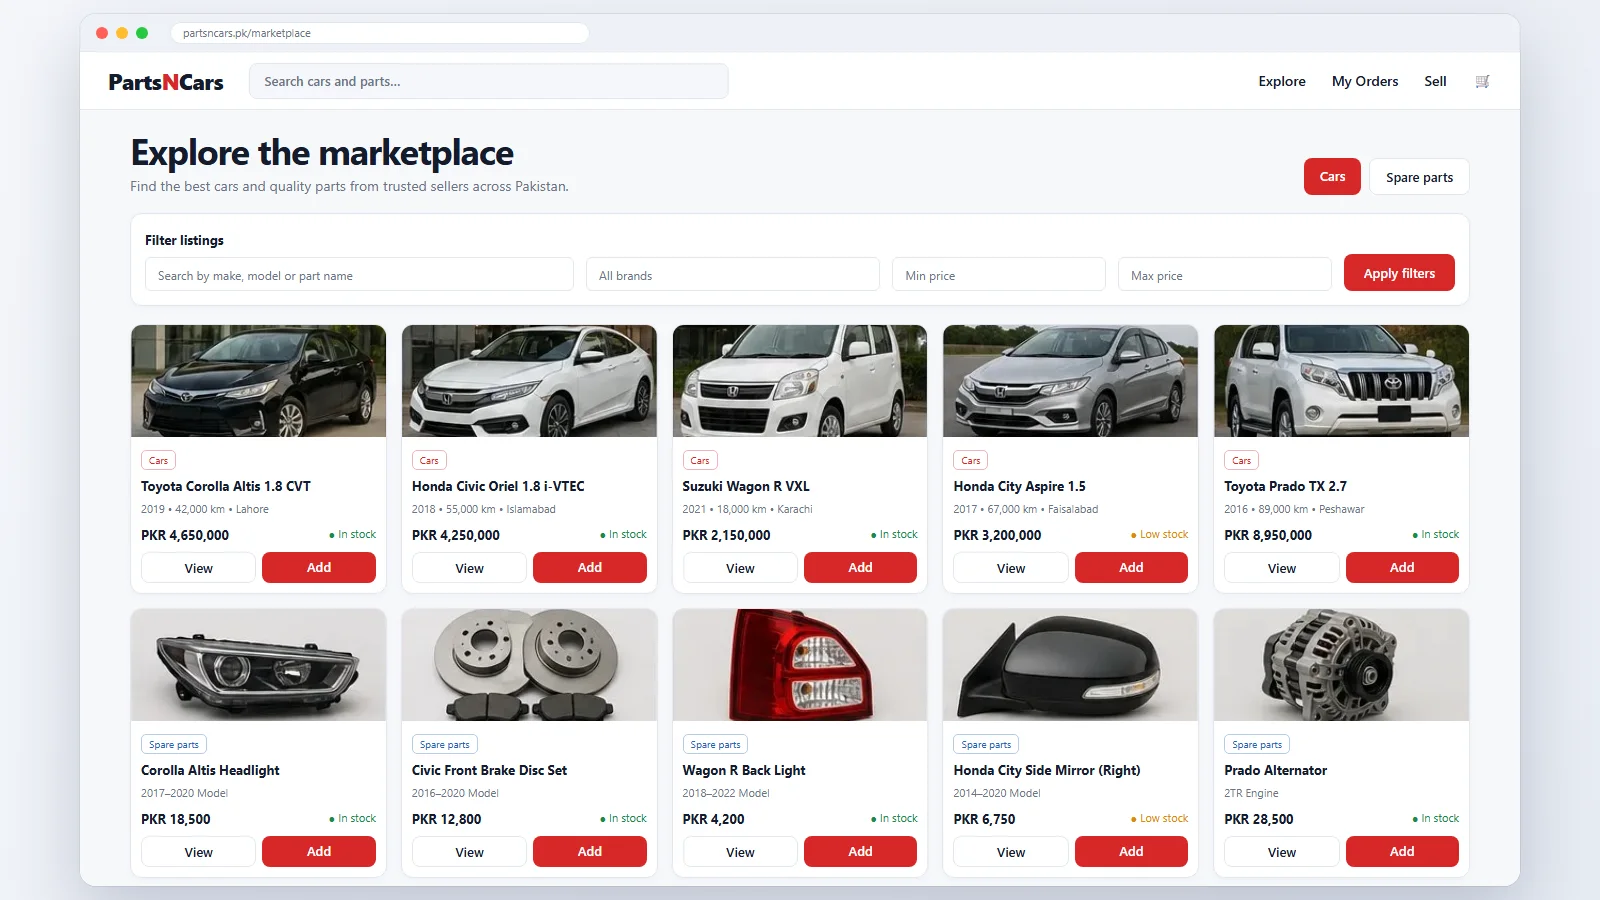 partsncars.pk/marketplace
PartsNCars
Search cars and parts...
Explore
My Orders
Sell
Explore the marketplace
Find the best cars and quality parts from trusted sellers across Pakistan.
Cars
Spare parts
Filter listings
Search by make, model or part name
All brands
Min price
Max price
Apply filters
Cars
Toyota Corolla Altis 1.8 CVT
2019 • 42,000 km • Lahore
PKR 4,650,000
● In stock
View
Add
Cars
Honda Civic Oriel 1.8 i-VTEC
2018 • 55,000 km • Islamabad
PKR 4,250,000
● In stock
View
Add
Cars
Suzuki Wagon R VXL
2021 • 18,000 km • Karachi
PKR 2,150,000
● In stock
View
Add
Cars
Honda City Aspire 1.5
2017 • 67,000 km • Faisalabad
PKR 3,200,000
● Low stock
View
Add
Cars
Toyota Prado TX 2.7
2016 • 89,000 km • Peshawar
PKR 8,950,000
● In stock
View
Add
Spare parts
Corolla Altis Headlight
2017–2020 Model
PKR 18,500
● In stock
View
Add
Spare parts
Civic Front Brake Disc Set
2016–2020 Model
PKR 12,800
● In stock
View
Add
Spare parts
Wagon R Back Light
2018–2022 Model
PKR 4,200
● In stock
View
Add
Spare parts
Honda City Side Mirror (Right)
2014–2020 Model
PKR 6,750
● Low stock
View
Add
Spare parts
Prado Alternator
2TR Engine
PKR 28,500
● In stock
View
Add